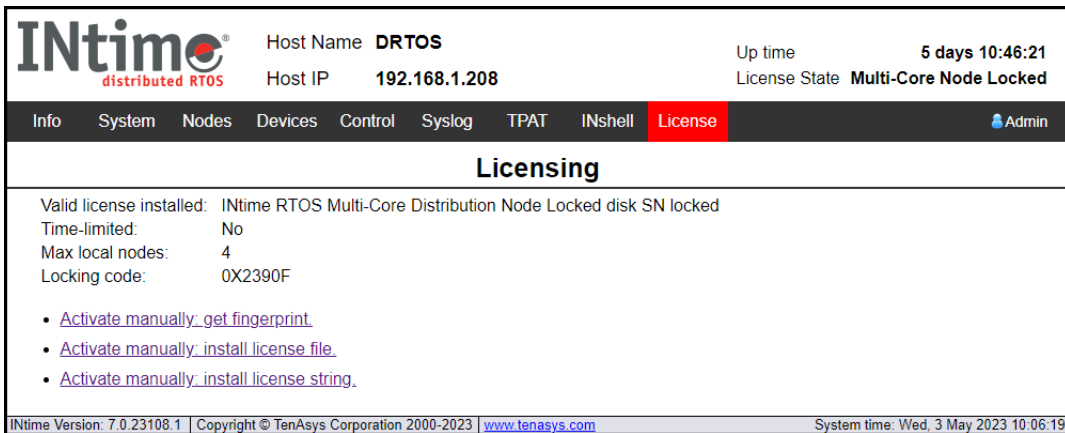 INtime®
distributed RTOS
Host Name DRTOS
Host IP 192.168.1.208
Up time 5 days 10:46:21
License State Multi-Core Node Locked
Info System Nodes Devices Control Syslog TPAT INshell License Admin
Licensing
Valid license installed: INtime RTOS Multi-Core Distribution Node Locked disk SN locked
Time-limited: No
Max local nodes: 4
Locking code: 0X2390F
• Activate manually: get fingerprint.
• Activate manually: install license file.
• Activate manually: install license string.
INtime Version: 7.0.23108.1 Copyright © TenAsys Corporation 2000-2023 www.tenasys.com System time: Wed, 3 May 2023 10:06:19